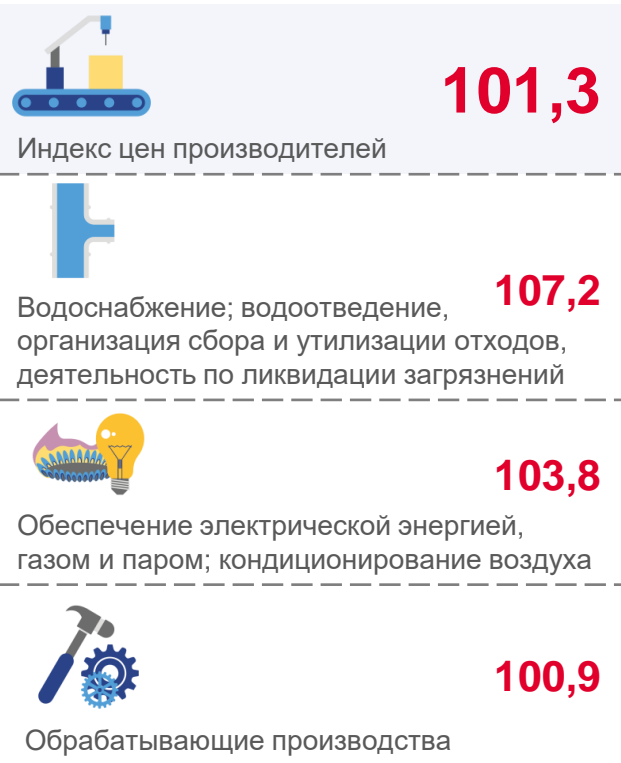 101,3
Индекс цен производителей
107,2
Водоснабжение; водоотведение,
организация сбора и утилизации отходов,
деятельность по ликвидации загрязнений
103,8
Обеспечение электрической энергией,
газом и паром; кондиционирование воздуха
100,9
Обрабатывающие производства